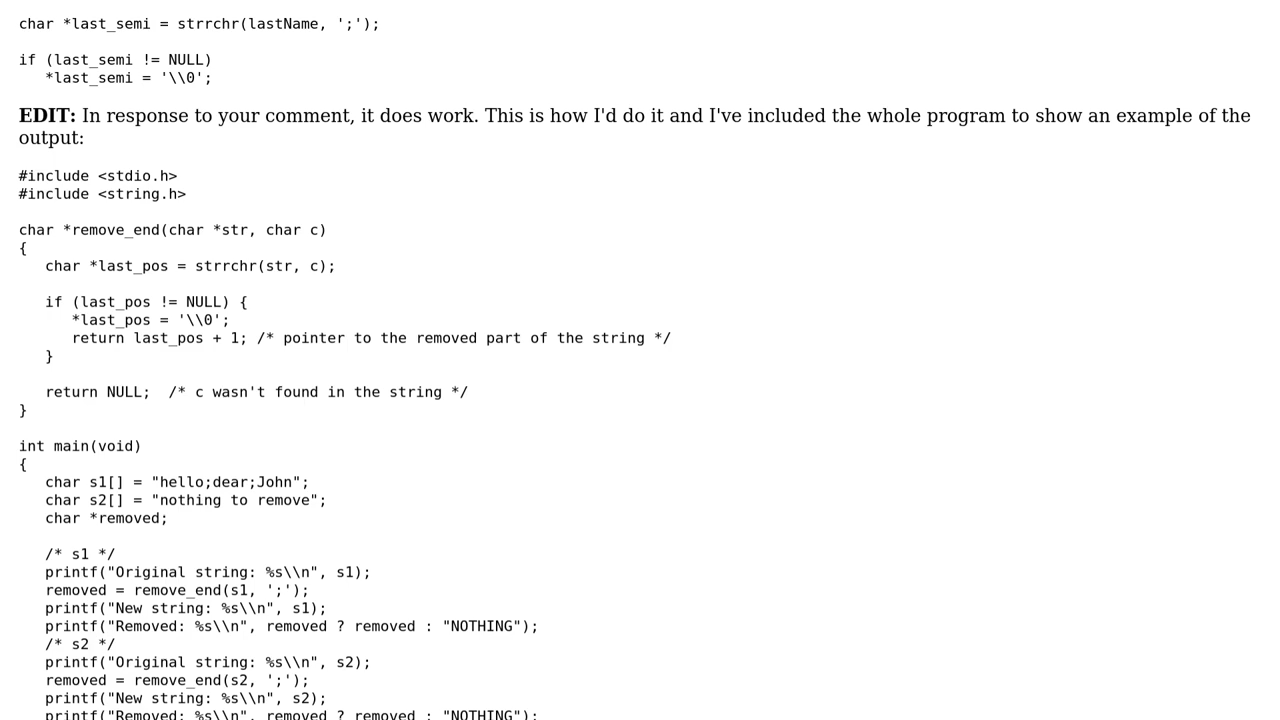 char *last_semi = strrchr(lastName, ';');

if (last_semi != NULL)
   *last_semi = '\\0';

EDIT: In response to your comment, it does work. This is how I'd do it and I've included the whole program to show an example of the
output:

#include <stdio.h>
#include <string.h>

char *remove_end(char *str, char c)
{
   char *last_pos = strrchr(str, c);

   if (last_pos != NULL) {
      *last_pos = '\\0';
      return last_pos + 1; /* pointer to the removed part of the string */
   }

   return NULL;  /* c wasn't found in the string */
}

int main(void)
{
   char s1[] = "hello;dear;John";
   char s2[] = "nothing to remove";
   char *removed;

   /* s1 */
   printf("Original string: %s\\n", s1);
   removed = remove_end(s1, ';');
   printf("New string: %s\\n", s1);
   printf("Removed: %s\\n", removed ? removed : "NOTHING");
   /* s2 */
   printf("Original string: %s\\n", s2);
   removed = remove_end(s2, ';');
   printf("New string: %s\\n", s2);
   printf("Removed: %s\\n", removed ? removed : "NOTHING");